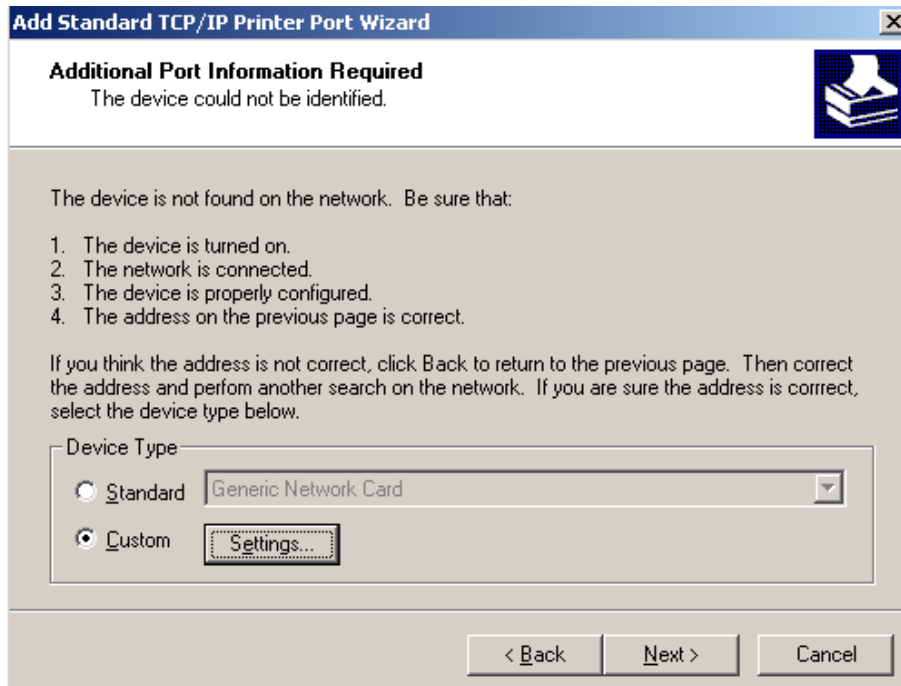 Add Standard TCP/IP Printer Port Wizard
Additional Port Information Required
The device could not be identified.
The device is not found on the network. Be sure that:
1. The device is turned on.
2. The network is connected.
3. The device is properly configured.
4. The address on the previous page is correct.
If you think the address is not correct, click Back to return to the previous page. Then correct
the address and perfom another search on the network. If you are sure the address is corrrect,
select the device type below.
Device Type
Standard Generic Network Card
Custom Settings...
< Back Next > Cancel